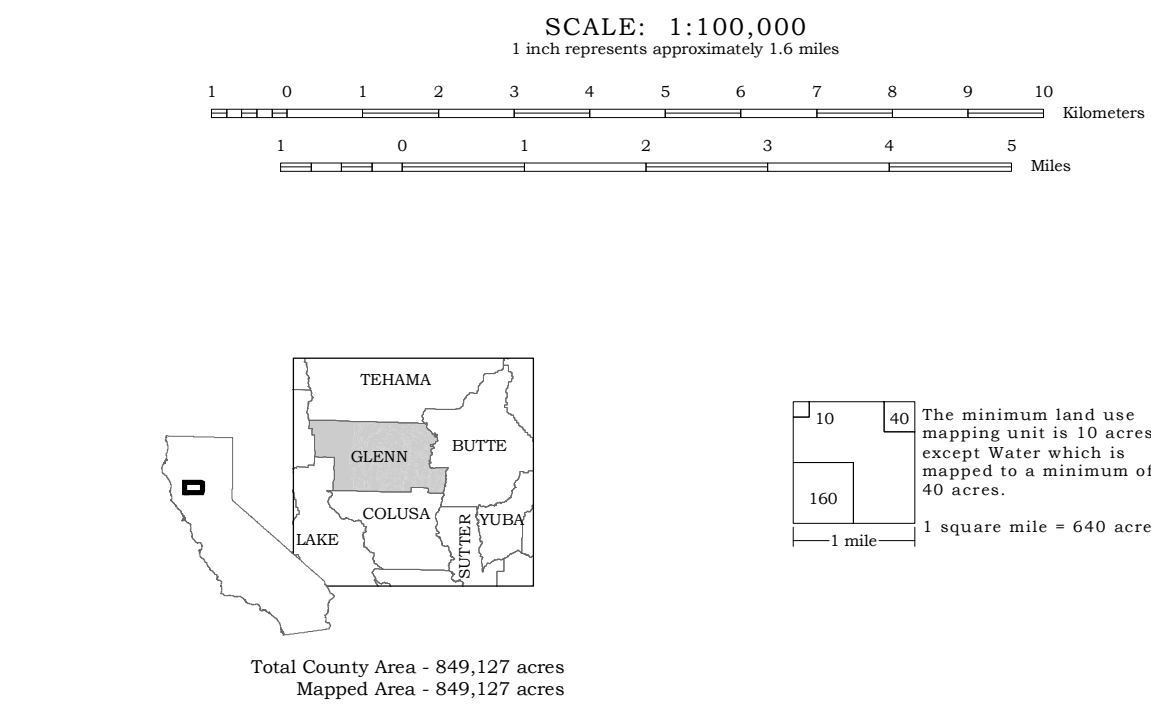 SCALE: 1:100,000
1 inch represents approximately 1.6 miles
1 0 1 2 3 4 5 6 7 8 9 10
Kilometers
1 0 1 2 3 4 5
Miles
TEHAMA
GLENN
BUTTE
COLUSA
LAKE
SUTTER
YUBA
10
40
160
1 mile
The minimum land use
mapping unit is 10 acres
except Water which is
mapped to a minimum of
40 acres.
1 square mile = 640 acre
Total County Area - 849,127 acres
Mapped Area - 849,127 acres